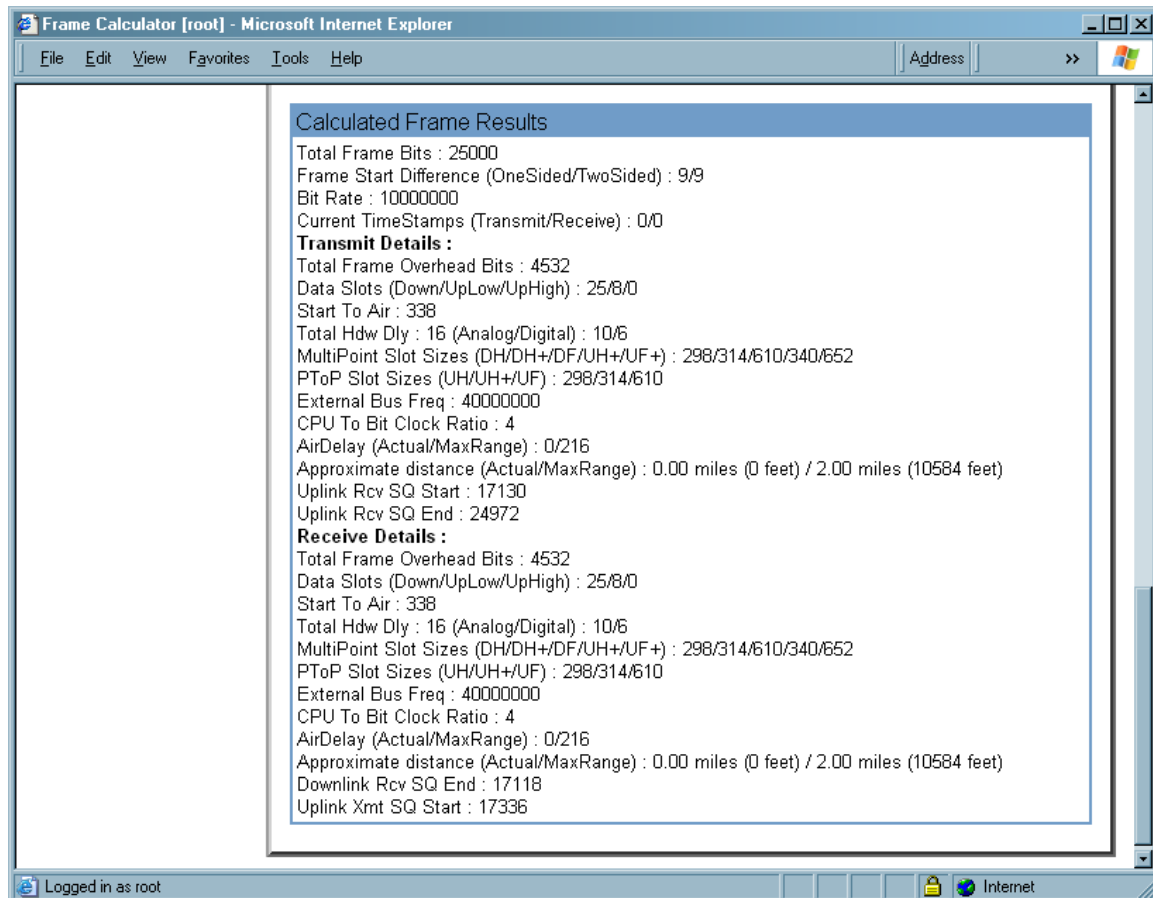 Frame Calculator [root] - Microsoft Internet Explorer
File Edit View Favorites Tools Help Address »
Calculated Frame Results
Total Frame Bits : 25000
Frame Start Difference (OneSided/TwoSided) : 9/9
Bit Rate : 10000000
Current TimeStamps (Transmit/Receive) : 0/0
Transmit Details :
Total Frame Overhead Bits : 4532
Data Slots (Down/UpLow/UpHigh) : 25/8/0
Start To Air : 338
Total Hdw Dly : 16 (Analog/Digital) : 10/6
MultiPoint Slot Sizes (DH/DH+/DF/UH+/UF+) : 298/314/610/340/652
PToP Slot Sizes (UH/UH+/UF) : 298/314/610
External Bus Freq : 40000000
CPU To Bit Clock Ratio : 4
AirDelay (Actual/MaxRange) : 0/216
Approximate distance (Actual/MaxRange) : 0.00 miles (0 feet) / 2.00 miles (10584 feet)
Uplink Rcv SQ Start : 17130
Uplink Rcv SQ End : 24972
Receive Details :
Total Frame Overhead Bits : 4532
Data Slots (Down/UpLow/UpHigh) : 25/8/0
Start To Air : 338
Total Hdw Dly : 16 (Analog/Digital) : 10/6
MultiPoint Slot Sizes (DH/DH+/DF/UH+/UF+) : 298/314/610/340/652
PToP Slot Sizes (UH/UH+/UF) : 298/314/610
External Bus Freq : 40000000
CPU To Bit Clock Ratio : 4
AirDelay (Actual/MaxRange) : 0/216
Approximate distance (Actual/MaxRange) : 0.00 miles (0 feet) / 2.00 miles (10584 feet)
Downlink Rcv SQ End : 17118
Uplink Xmt SQ Start : 17336
Logged in as root Internet